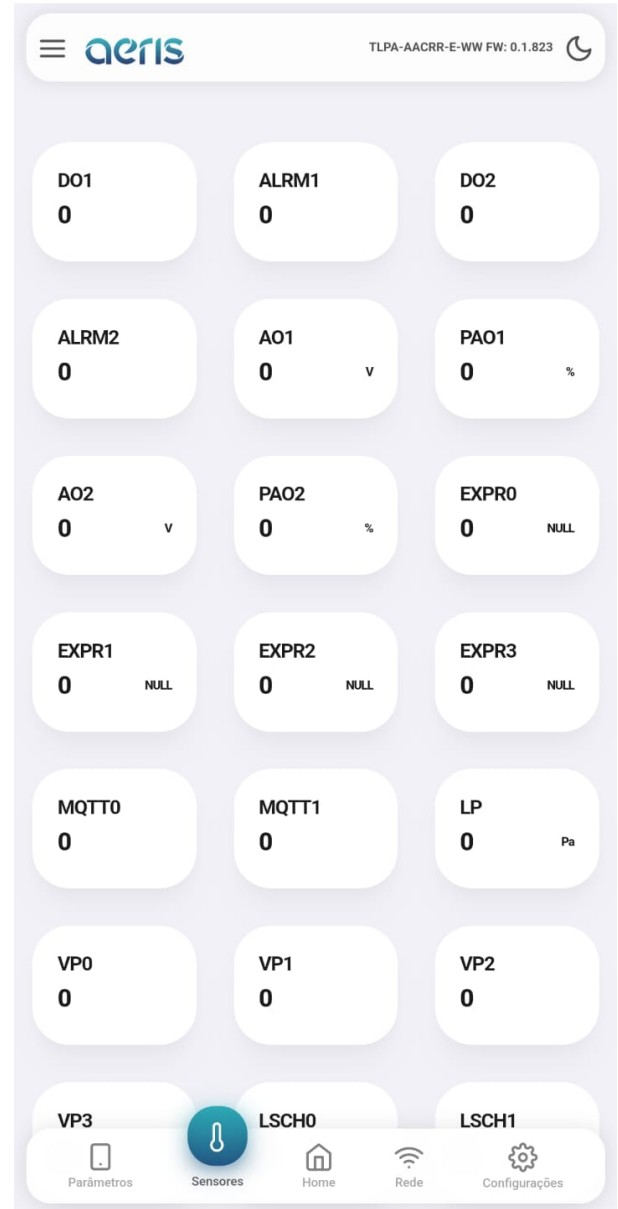 aeris
TLPA-AACRR-E-WW FW: 0.1.823
DO1
0
ALRM1
0
DO2
0
ALRM2
0
AO1
0 V
PAO1
0 %
AO2
0 V
PAO2
0 %
EXPR0
0 NULL
EXPR1
0 NULL
EXPR2
0 NULL
EXPR3
0 NULL
MQTT0
0
MQTT1
0
LP
0 Pa
VP0
0
VP1
0
VP2
0
VP3
LSCH0
LSCH1
Parâmetros
Sensores
Home
Rede
Configurações